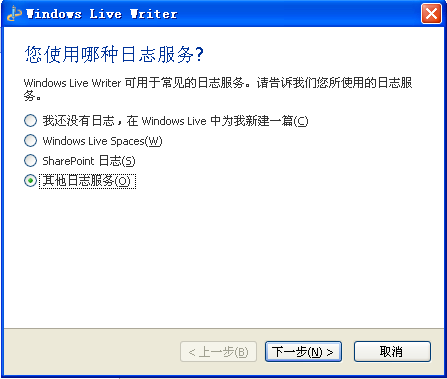 Windows Live Writer
您使用哪种日志服务?
Windows Live Writer 可用于常见的日志服务。请告诉我们您所使用的日志服
务。
我还没有日志，在 Windows Live 中为我新建一篇(C)
Windows Live Spaces(W)
SharePoint 日志(S)
其他日志服务(O)
< 上一步(B)
下一步(N) >
取消